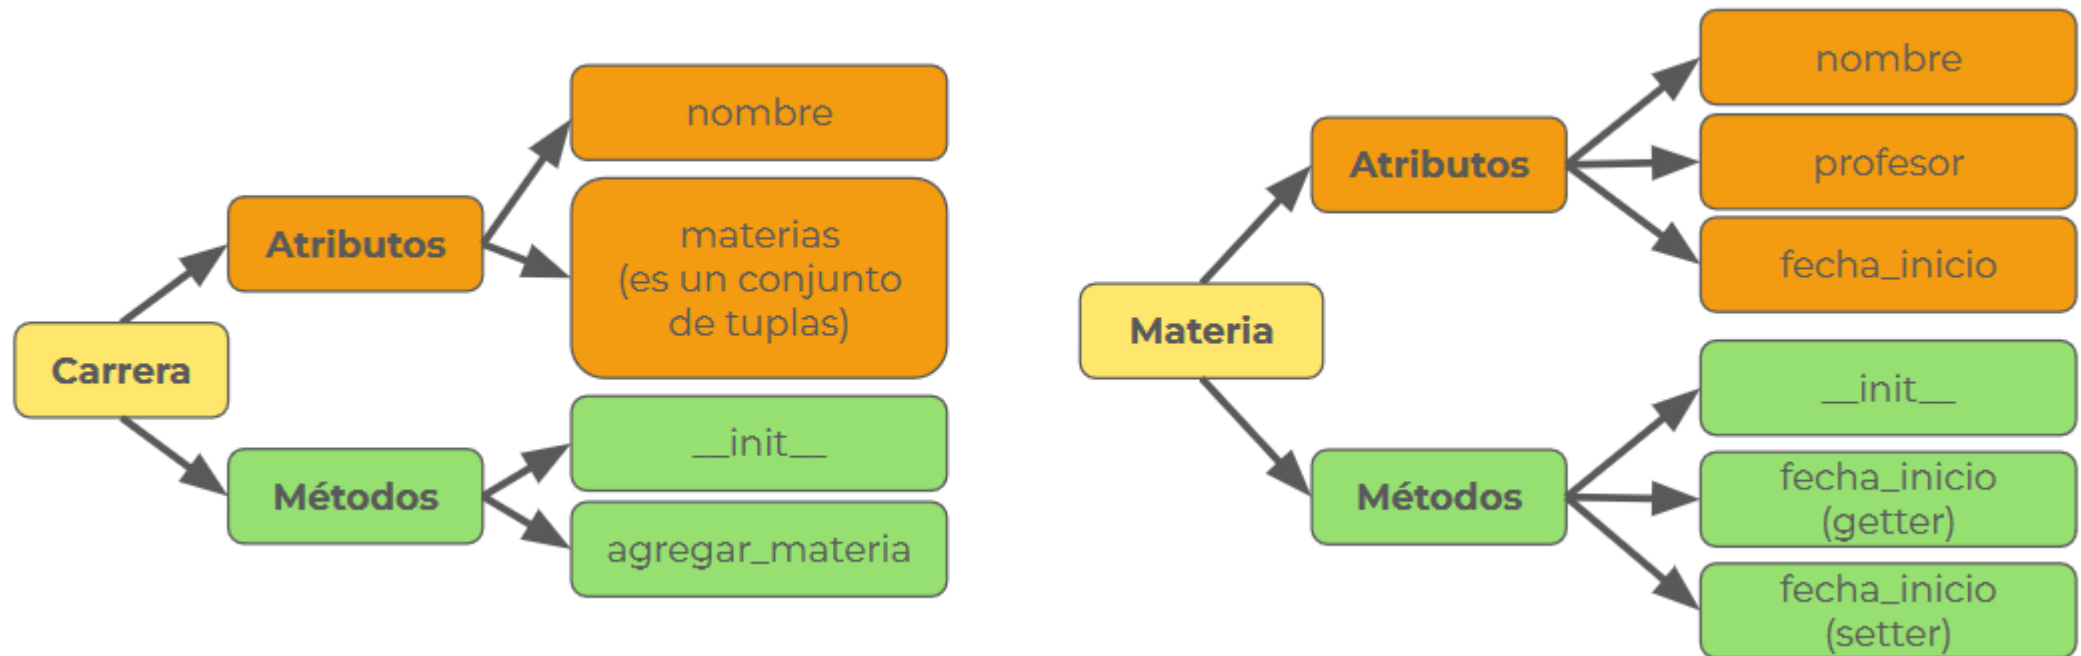 Carrera
Atributos
nombre
materias
(es un conjunto
de tuplas)
Métodos
__init__
agregar_materia
Materia
Atributos
nombre
profesor
fecha_inicio
Métodos
__init__
fecha_inicio
(getter)
fecha_inicio
(setter)